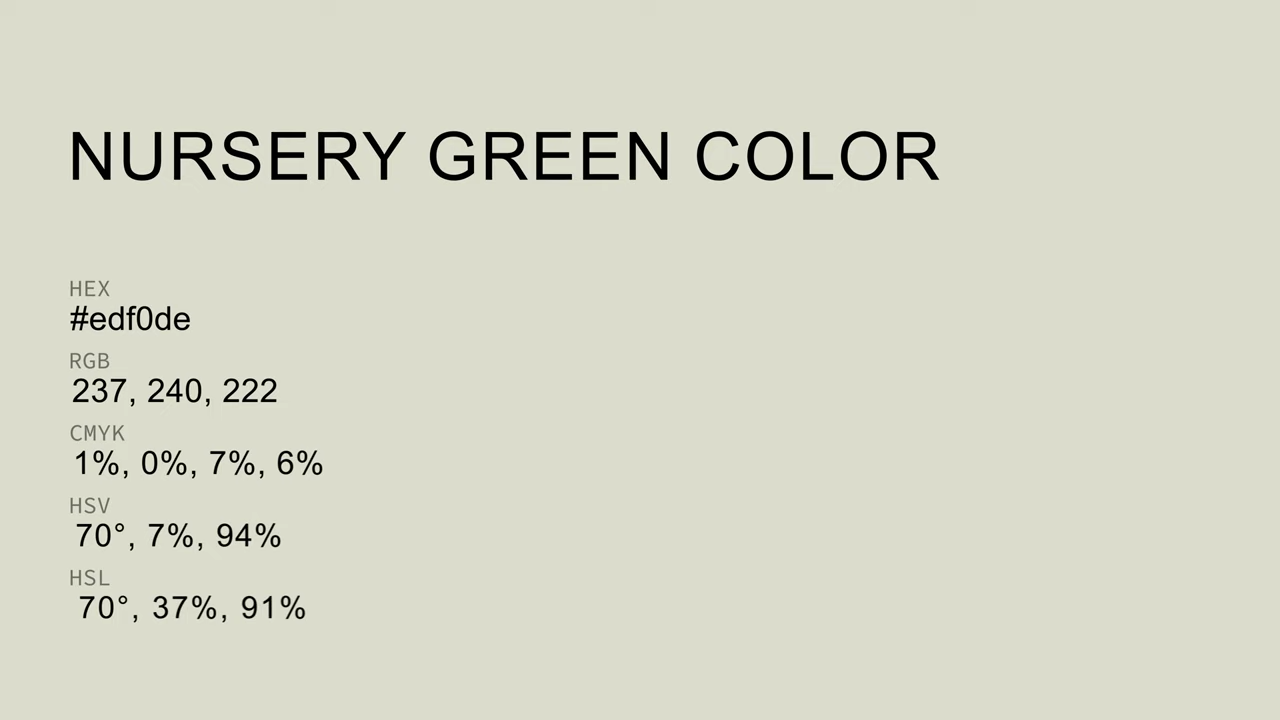 NURSERY GREEN COLOR
HEX
#edf0de
RGB
237, 240, 222
CMYK
1%, 0%, 7%, 6%
HSV
70°, 7%, 94%
HSL
70°, 37%, 91%